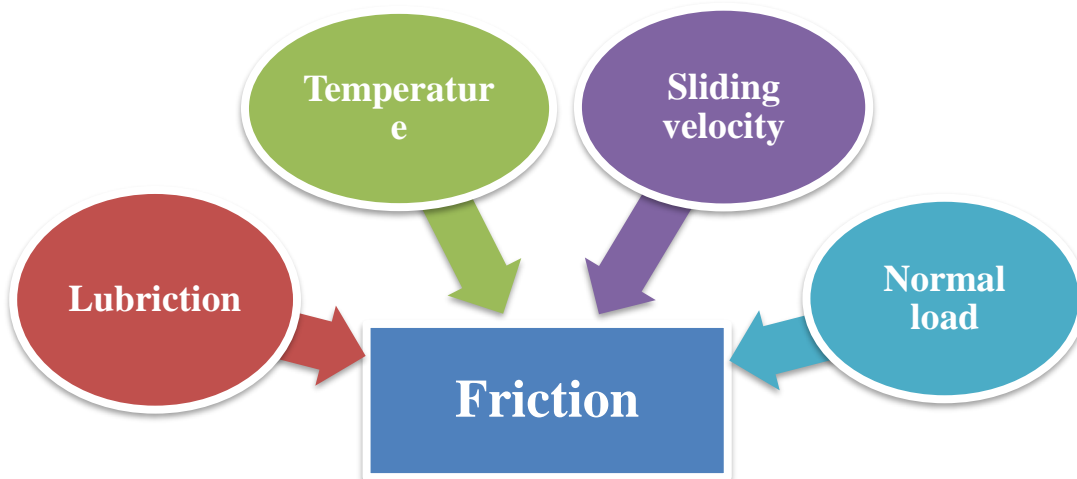 Temperatur
e
Sliding
velocity
Lubriction
Normal
load
Friction